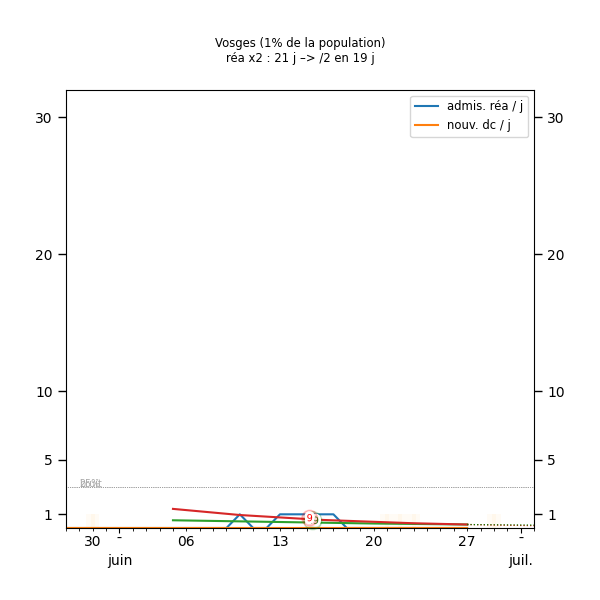 Vosges (1% de la population)
réa x2 : 21 j –> /2 en 19 j
admis. réa / j
nouv. dc / j
30 30
20 20
10 10
5 5
1 1
9
30 - 06 13 20 27 -
juin juil.